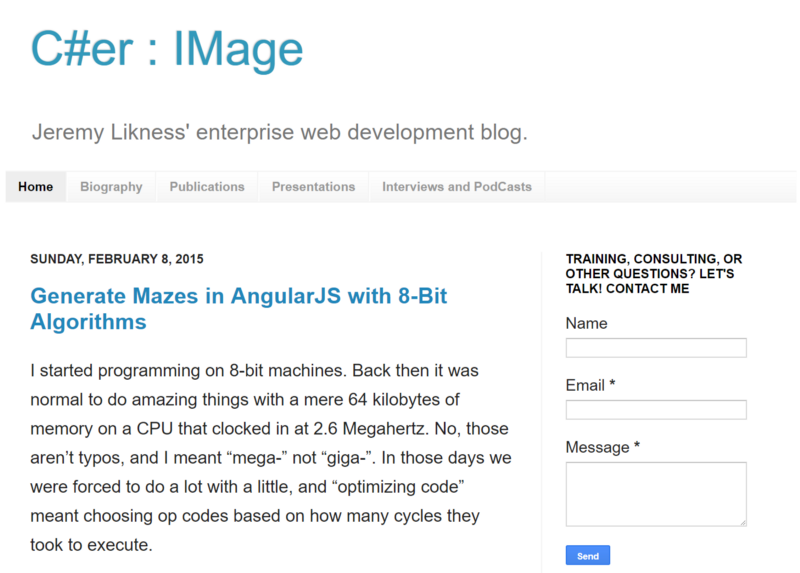 C#er : IMage
Jeremy Likness' enterprise web development blog.
Home Biography Publications Presentations Interviews and PodCasts
SUNDAY, FEBRUARY 8, 2015
Generate Mazes in AngularJS with 8-Bit
Algorithms
I started programming on 8-bit machines. Back then it was
normal to do amazing things with a mere 64 kilobytes of
memory on a CPU that clocked in at 2.6 Megahertz. No, those
aren’t typos, and I meant “mega-” not “giga-”. In those days we
were forced to do a lot with a little, and “optimizing code”
meant choosing op codes based on how many cycles they
took to execute.
TRAINING, CONSULTING, OR
OTHER QUESTIONS? LET'S
TALK! CONTACT ME
Name
Email *
Message *
Send